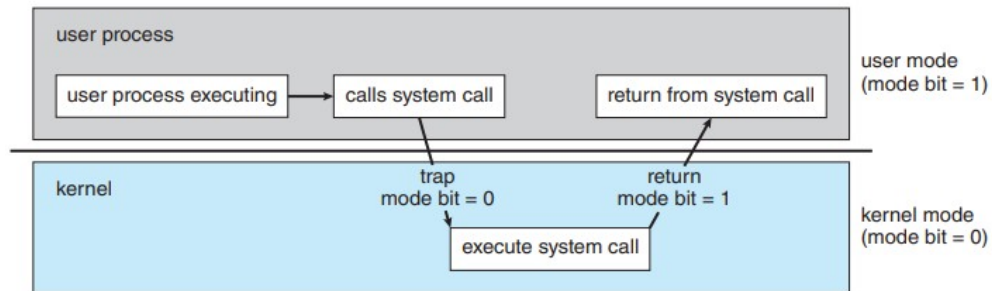 user process
user process executing
calls system call
return from system call
user mode
(mode bit = 1)
kernel
trap
mode bit = 0
return
mode bit = 1
execute system call
kernel mode
(mode bit = 0)